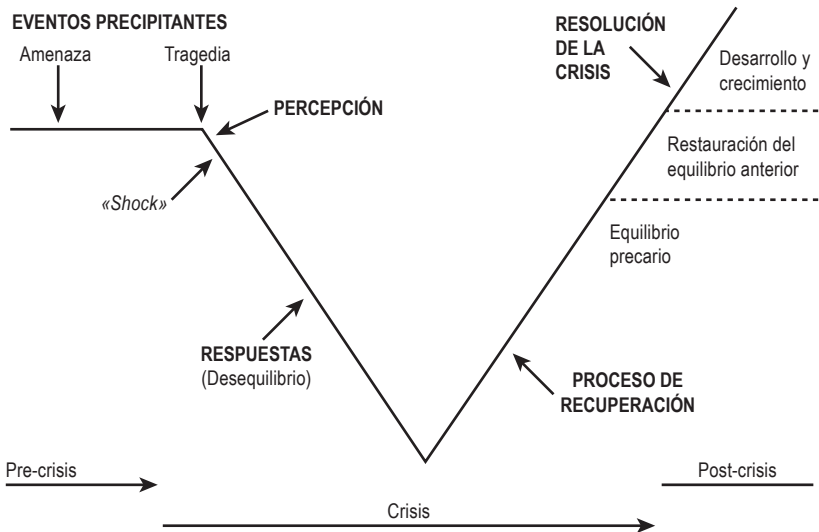 EVENTOS PRECIPITANTES
Amenaza
Tragedia
PERCEPCIÓN
«Shock»
RESPUESTAS
(Desequilibrio)
RESOLUCIÓN
DE LA
CRISIS
Desarrollo y
crecimiento
Restauración del
equilibrio anterior
Equilibrio
precario
PROCESO DE
RECUPERACIÓN
Pre-crisis
Crisis
Post-crisis